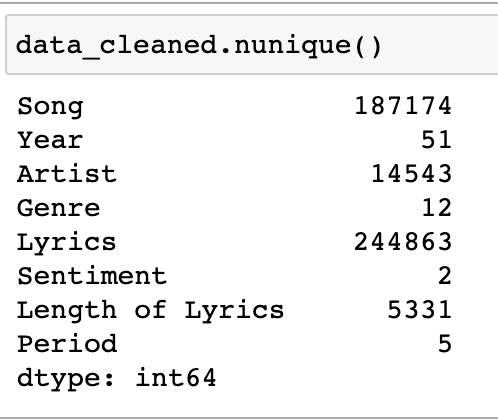 data_cleaned.nunique()
Song 187174
Year 51
Artist 14543
Genre 12
Lyrics 244863
Sentiment 2
Length of Lyrics 5331
Period 5
dtype: int64